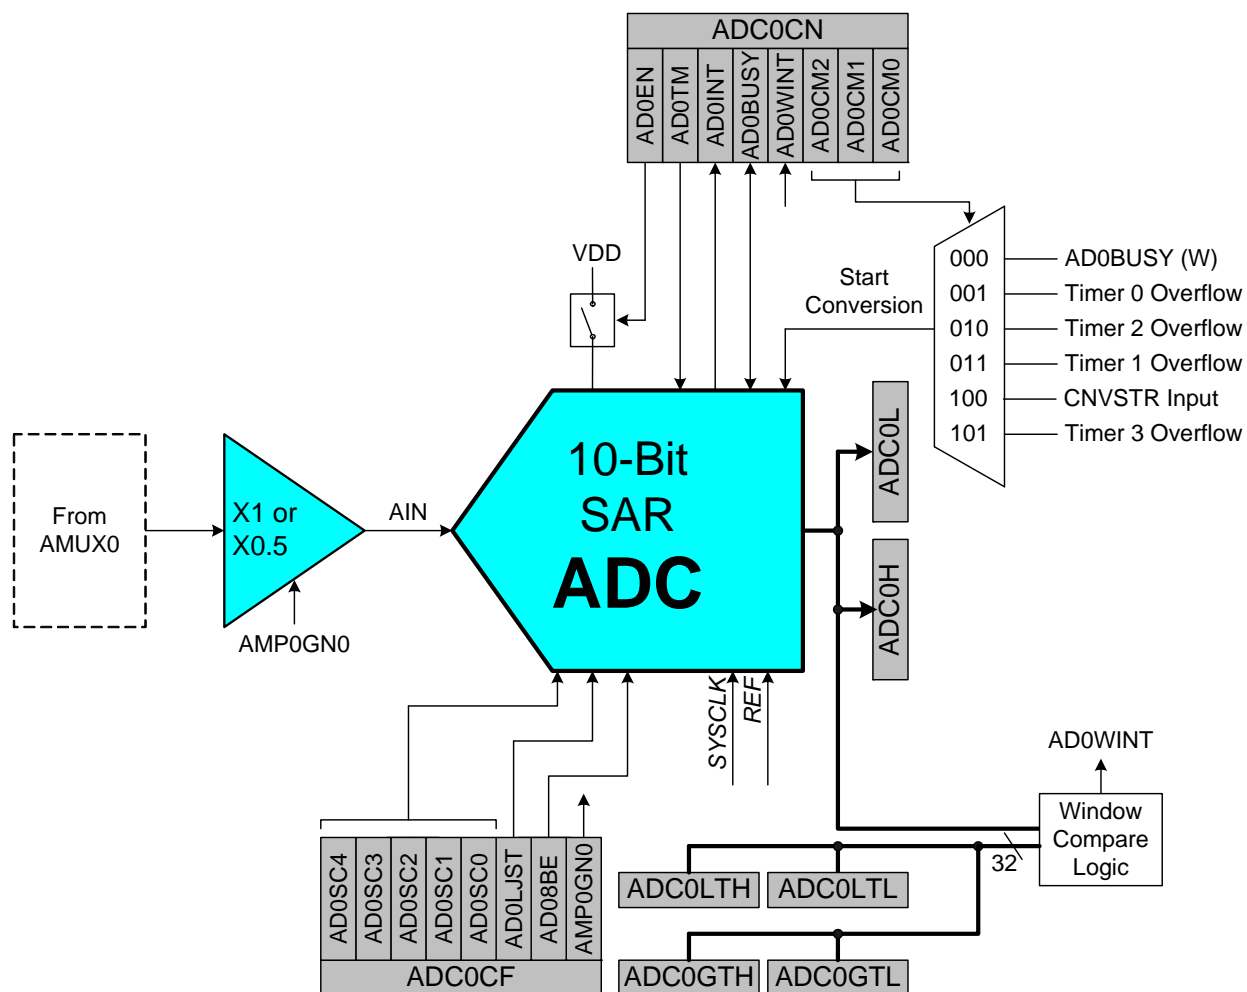 ADC0CN
AD0EN
AD0TM
AD0INT
AD0BUSY
AD0WINT
AD0CM2
AD0CM1
AD0CM0
VDD
Start
Conversion
000
001
010
011
100
101
AD0BUSY (W)
Timer 0 Overflow
Timer 2 Overflow
Timer 1 Overflow
CNVSTR Input
Timer 3 Overflow
From
AMUX0
X1 or
X0.5
AMP0GN0
AIN
10-Bit
SAR
ADC
ADC0L
ADC0H
SYSCLK
REF
AD0WINT
Window
Compare
Logic
32
AD0SC4
AD0SC3
AD0SC2
AD0SC1
AD0SC0
AD0LJST
AD08BE
AMP0GN0
ADC0CF
ADC0LTH
ADC0LTL
ADC0GTH
ADC0GTL